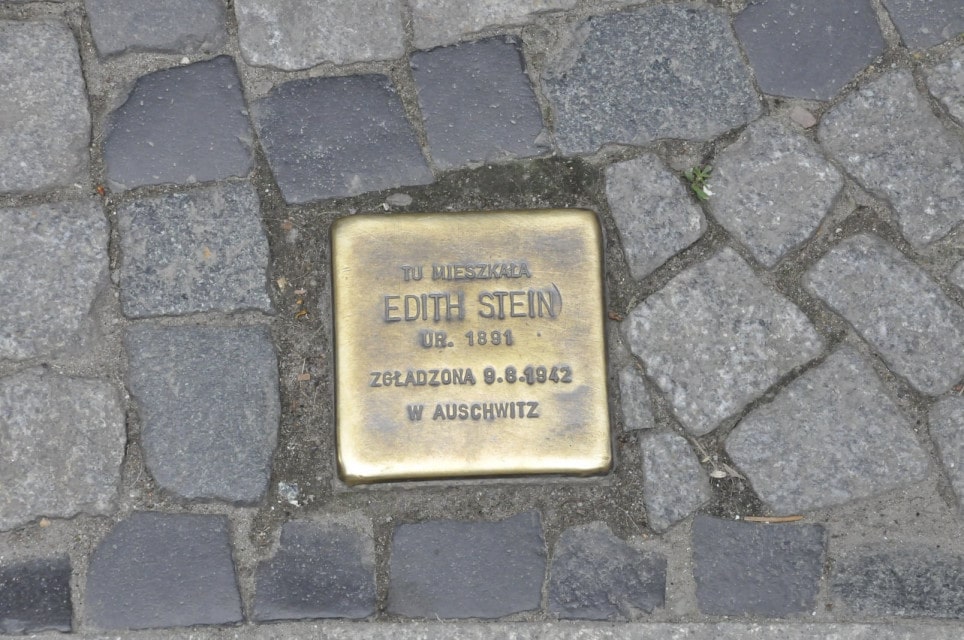 TU MIESZKAŁA
EDITH STEIN
UR. 1891
ZGŁADZONA 9.8.1942
W AUSCHWITZ